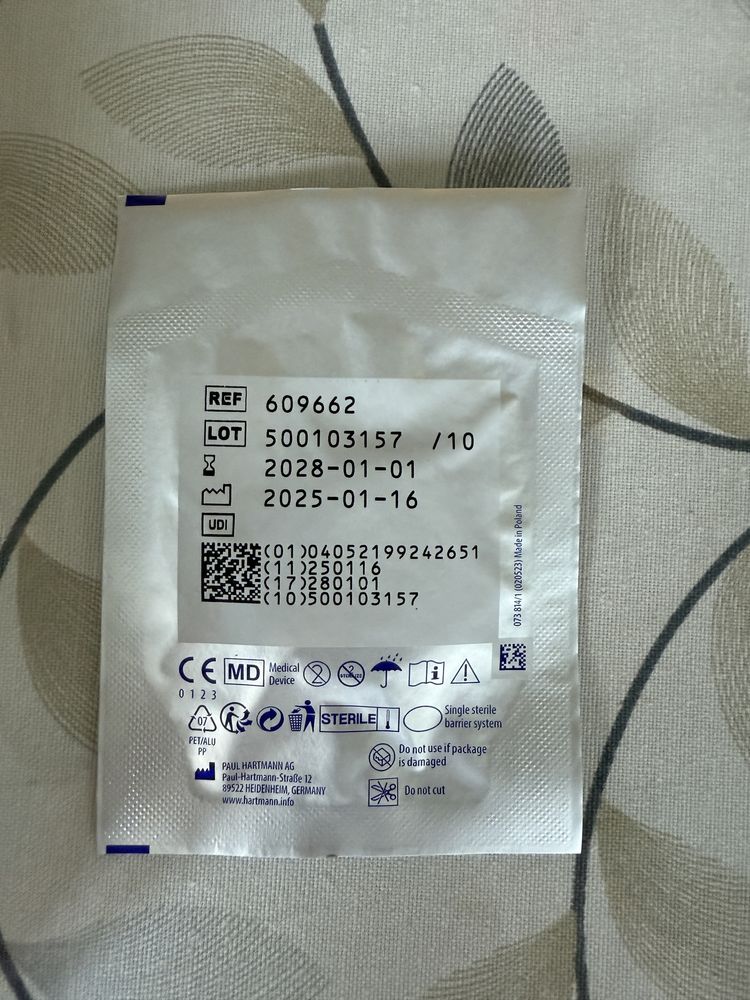 REF 609662
LOT 500103157 /10
2028-01-01
2025-01-16
UDI
(01)04052199242651
(11)250116
(17)280101
(10)500103157
073 814/1 (020523) Made in Poland
CE MD Medical
Device
0123
07
PET/ALU
PP
STERILE
Single sterile
barrier system
PAUL HARTMANN AG
Paul-Hartmann-Straße 12
89522 HEIDENHEIM, GERMANY
www.hartmann.info
Do not use if package
is damaged
Do not cut